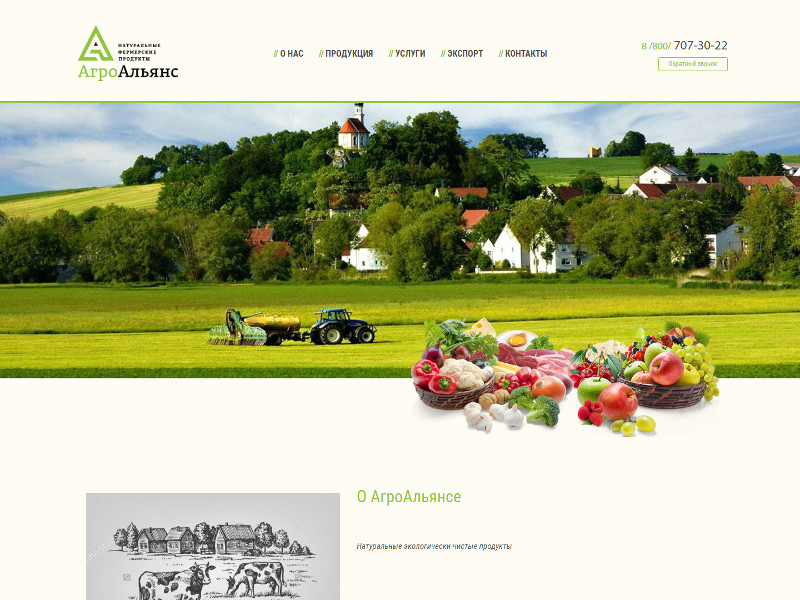 НАТУРАЛЬНЫЕ
ФЕРМЕРСКИЕ
ПРОДУКТЫ
АгроАльянс
// О НАС // ПРОДУКЦИЯ // УСЛУГИ // ЭКСПОРТ // КОНТАКТЫ
8 /800/ 707-30-22
Обратный звонок
О АгроАльянсе
Натуральные экологически чистые продукты